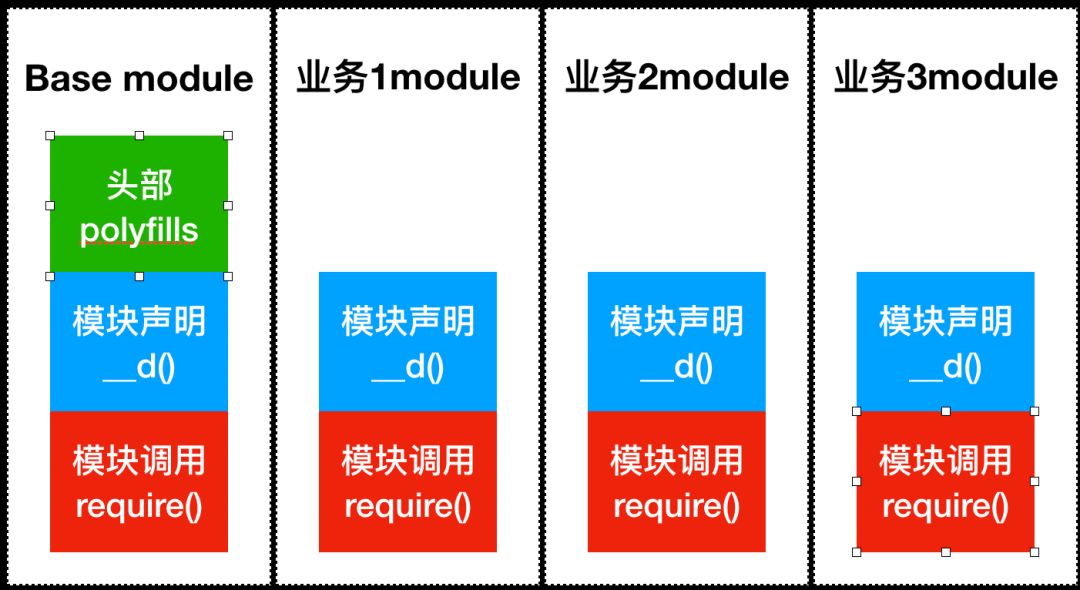 Base module
头部
polyfills
模块声明
__d()
模块调用
require()
业务1module
模块声明
__d()
模块调用
require()
业务2module
模块声明
__d()
模块调用
require()
业务3module
模块声明
__d()
模块调用
require()